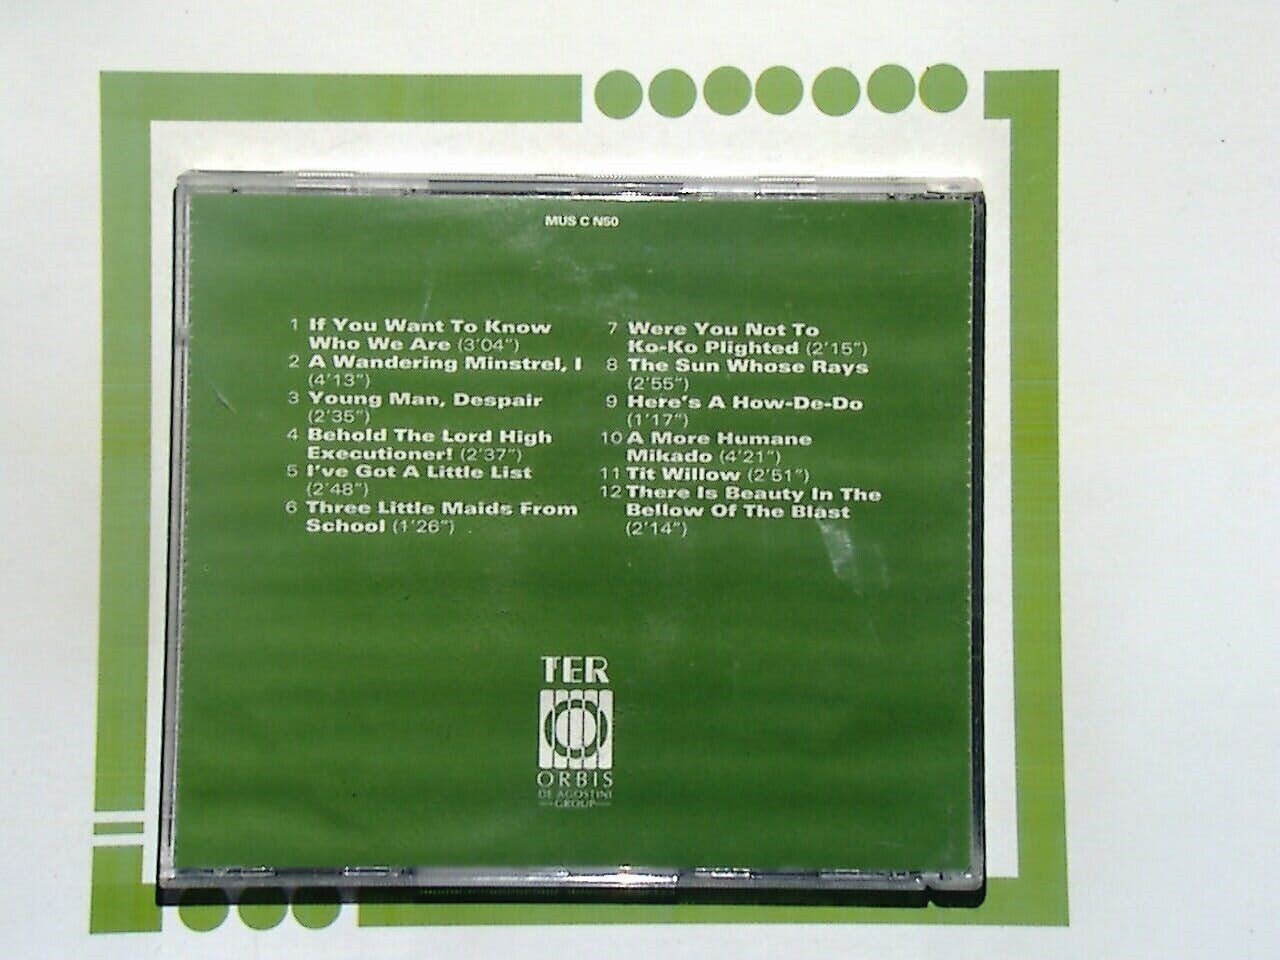 MUS C N50
1 If You Want To Know
Who We Are (3'04")
2 A Wandering Minstrel, I
(4'13")
3 Young Man, Despair
(2'35")
4 Behold The Lord High
Executioner! (2'37")
5 I've Got A Little List
(2'48")
6 Three Little Maids From
School (1'26")
7 Were You Not To
Ko-Ko Plighted (2'15")
8 The Sun Whose Rays
(2'55")
9 Here's A How-De-Do
(1'17")
10 A More Humane
Mikado (4'21")
11 Tit Willow (2'51")
12 There Is Beauty In The
Bellow Of The Blast
(2'14")
TER
ORBIS
DE AGOSTINI
GROUP